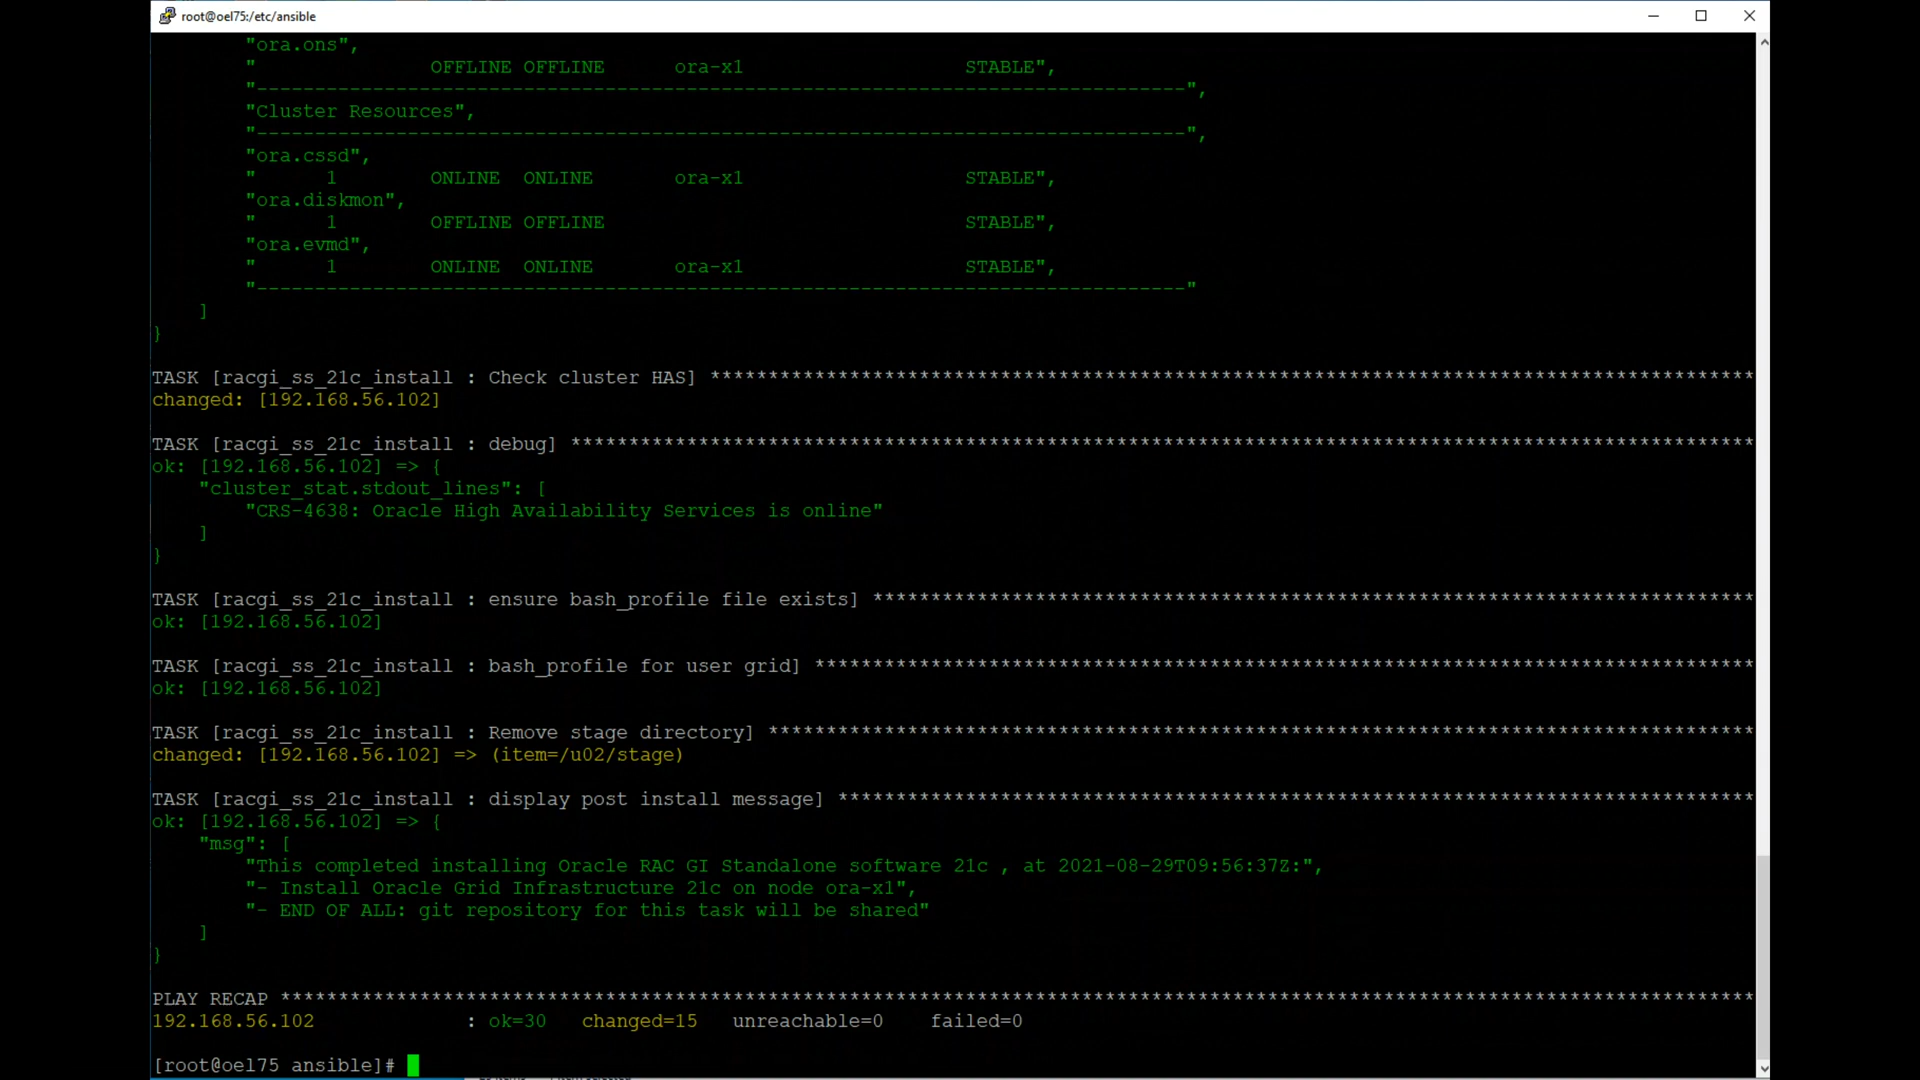 root@oel75:/etc/ansible
"ora.ons",
" OFFLINE OFFLINE ora-x1 STABLE",
"--------------------------------------------------------------------------------",
"Cluster Resources",
"--------------------------------------------------------------------------------",
"ora.cssd",
" 1 ONLINE ONLINE ora-x1 STABLE",
"ora.diskmon",
" 1 OFFLINE OFFLINE STABLE",
"ora.evmd",
" 1 ONLINE ONLINE ora-x1 STABLE",
"--------------------------------------------------------------------------------"
]
}
TASK [racgi_ss_21c_install : Check cluster HAS] ******************************************************************************************
changed: [192.168.56.102]
TASK [racgi_ss_21c_install : debug] ******************************************************************************************************
ok: [192.168.56.102] => {
"cluster_stat.stdout_lines": [
"CRS-4638: Oracle High Availability Services is online"
]
}
TASK [racgi_ss_21c_install : ensure bash_profile file exists] ****************************************************************************
ok: [192.168.56.102]
TASK [racgi_ss_21c_install : bash_profile for user grid] *********************************************************************************
ok: [192.168.56.102]
TASK [racgi_ss_21c_install : Remove stage directory] *************************************************************************************
changed: [192.168.56.102] => (item=/u02/stage)
TASK [racgi_ss_21c_install : display post install message] *******************************************************************************
ok: [192.168.56.102] => {
"msg": [
"This completed installing Oracle RAC GI Standalone software 21c , at 2021-08-29T09:56:37Z:",
"- Install Oracle Grid Infrastructure 21c on node ora-x1",
"- END OF ALL: git repository for this task will be shared"
]
}
PLAY RECAP *******************************************************************************************************************************
192.168.56.102 : ok=30 changed=15 unreachable=0 failed=0
[root@oel75 ansible]#